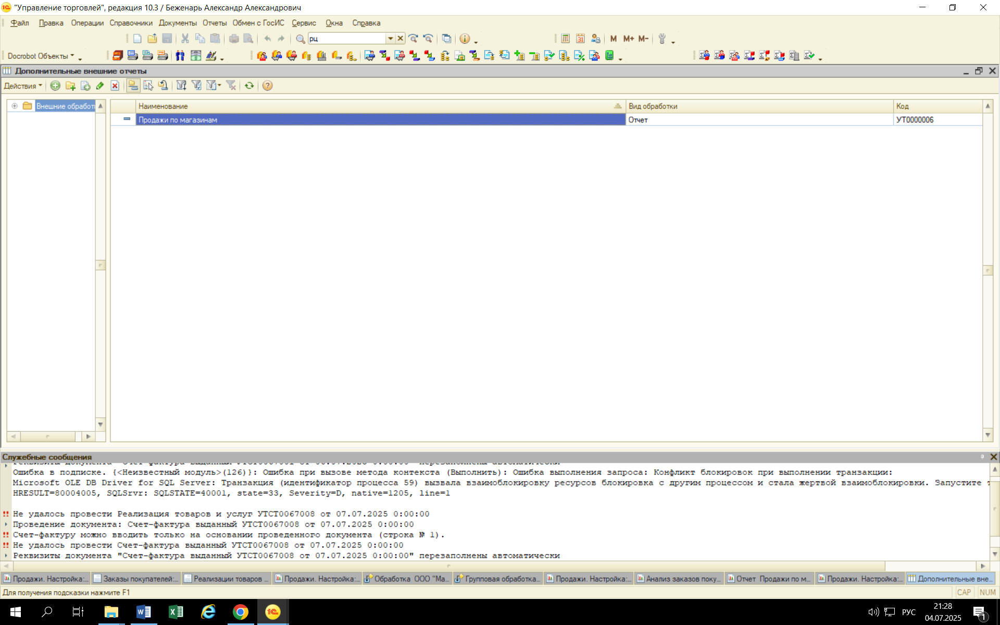 "Управление торговлей", редакция 10.3 / Беженарь Александр Александрович
Файл Правка Операции Справочники Документы Отчеты Обмен с ГосИС Сервис Окна Справка
рц
M M+ M-
Docrobot Объекты
Дополнительные внешние отчеты
Действия
Внешние обработ
Наименование Вид обработки Код
Продажи по магазинам Отчет УТ0000006
Служебные сообщения
Реквизиты документа "Счет-фактура выданный перезаполнены автоматически
Ошибка в подписке. {<Неизвестный модуль>(126)}: Ошибка при вызове метода контекста (Выполнить): Ошибка выполнения запроса: Конфликт блокировок при выполнении транзакции:
Microsoft OLE DB Driver for SQL Server: Транзакция (идентификатор процесса 59) вызвала взаимоблокировку ресурсов блокировка с другим процессом и стала жертвой взаимоблокировки. Запустите
HRESULT=80004005, SQLSrvr: SQLSTATE=40001, state=33, Severity=D, native=1205, line=1
Не удалось провести Реализация товаров и услуг УТСТ0067008 от 07.07.2025 0:00:00
Проведение документа: Счет-фактура выданный УТСТ0067008 от 07.07.2025 0:00:00
Счет-фактуру можно вводить только на основании проведенного документа (строка № 1).
Не удалось провести Счет-фактура выданный УТСТ0067008 от 07.07.2025 0:00:00
Реквизиты документа "Счет-фактура выданный УТСТ0067008 от 07.07.2025 0:00:00" перезаполнены автоматически
Продажи. Настройка:... Заказы покупателей:... Реализации товаров ... Продажи. Настройка:... Обработка ООО "Ма... Групповая обработка... Продажи. Настройка:... Анализ заказов поку... Отчет Продажи по м... Продажи. Настройка:... Дополнительные вне...
Для получения подсказки нажмите F1 CAP NUM
РУС 21:28
04.07.2025 1